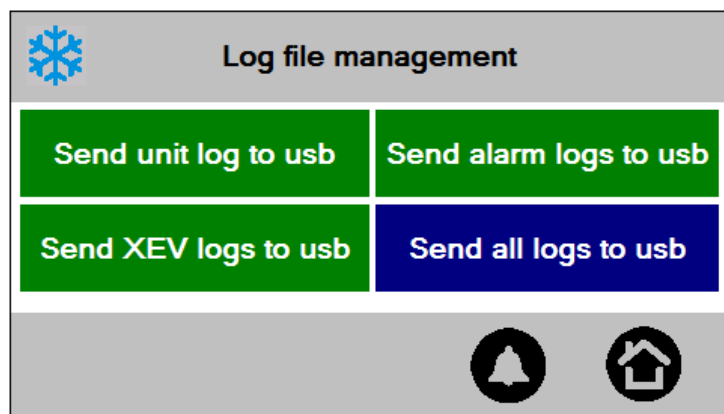 Log file management
Send unit log to usb
Send alarm logs to usb
Send XEV logs to usb
Send all logs to usb